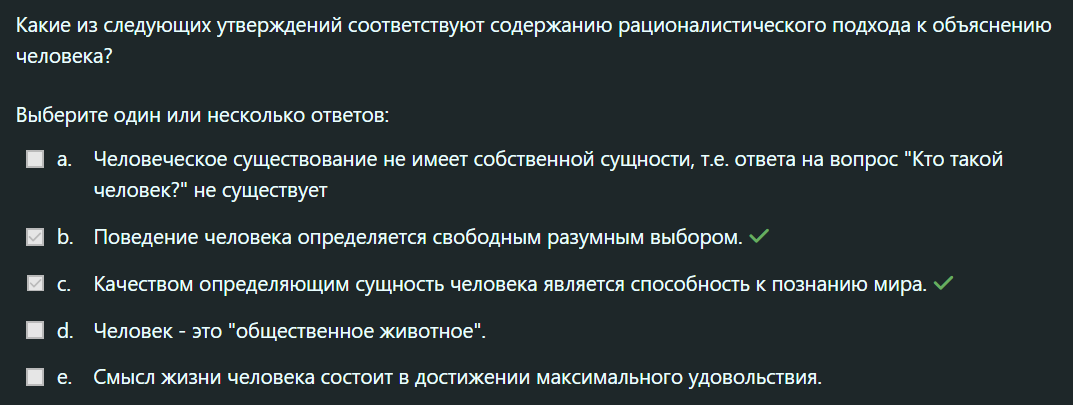 Какие из следующих утверждений соответствуют содержанию рационалистического подхода к объяснению
человека?
Выберите один или несколько ответов:
a. Человеческое существование не имеет собственной сущности, т.е. ответа на вопрос "Кто такой
человек?" не существует
b. Поведение человека определяется свободным разумным выбором.
c. Качеством определяющим сущность человека является способность к познанию мира.
d. Человек - это "общественное животное".
e. Смысл жизни человека состоит в достижении максимального удовольствия.